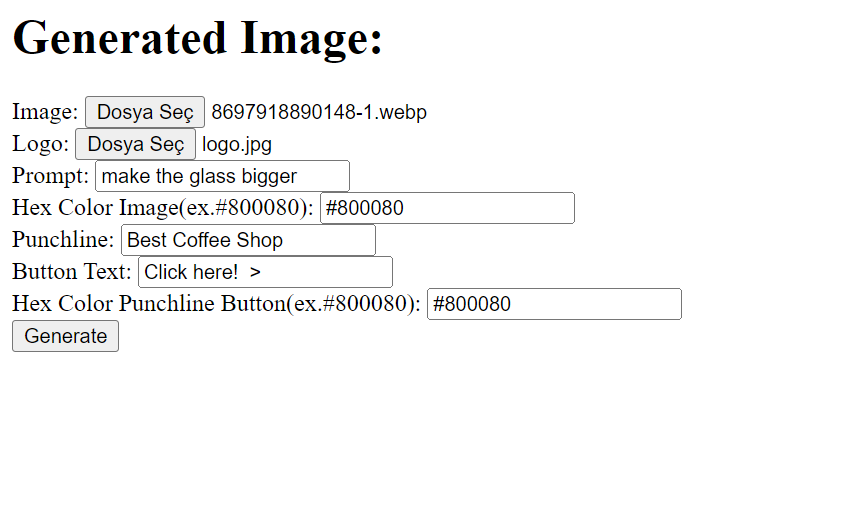 Generated Image:
Image: Dosya Seç 8697918890148-1.webp
Logo: Dosya Seç logo.jpg
Prompt: make the glass bigger
Hex Color Image(ex.#800080): #800080
Punchline: Best Coffee Shop
Button Text: Click here!  >
Hex Color Punchline Button(ex.#800080): #800080
Generate